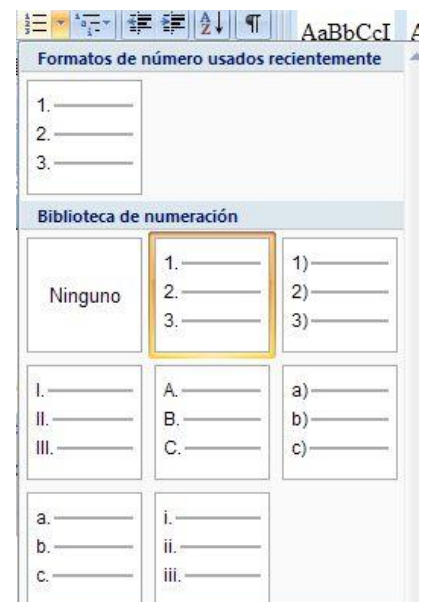 AaBbCcI
Formatos de número usados recientemente
1.
2.
3.
Biblioteca de numeración
Ninguno
1.
2.
3.
1)
2)
3)
I.
II.
III.
A.
B.
C.
a)
b)
c)
a.
b.
c.
i.
ii.
iii.